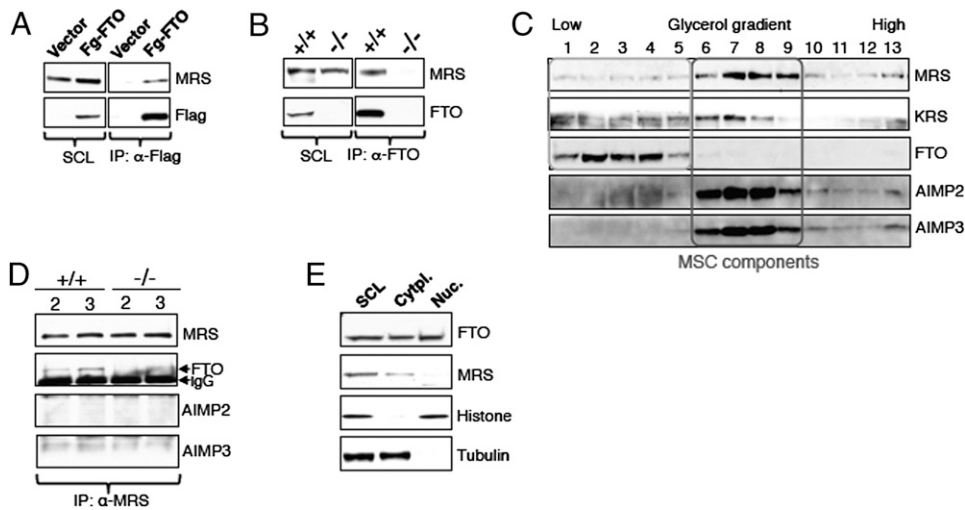 A
Vector
Fg-FTO
Vector
Fg-FTO
MRS
Flag
SCL
IP: α-Flag
B
+/+
-/-
+/+
-/-
MRS
FTO
SCL
IP: α-FTO
C
Low Glycerol gradient High
1 2 3 4 5 6 7 8 9 10 11 12 13
MRS
KRS
FTO
AIMP2
AIMP3
MSC components
D
+/+ -/-
2 3 2 3
MRS
FTO
IgG
AIMP2
AIMP3
IP: α-MRS
E
SCL
Cytpl.
Nuc.
FTO
MRS
Histone
Tubulin